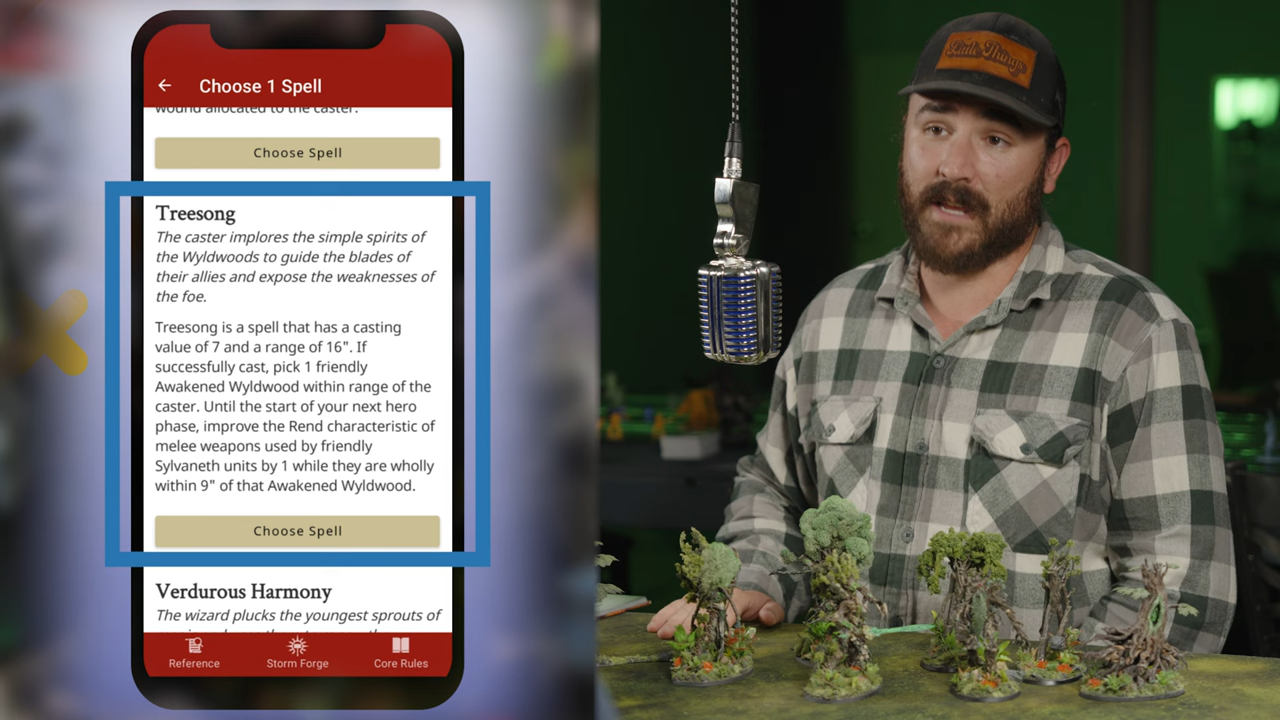 Choose 1 Spell
wound allocated to the caster.
Choose Spell
Treesong
The caster implores the simple spirits of
the Wyldwoods to guide the blades of
their allies and expose the weaknesses of
the foe.
Treesong is a spell that has a casting
value of 7 and a range of 16". If
successfully cast, pick 1 friendly
Awakened Wyldwood within range of the
caster. Until the start of your next hero
phase, improve the Rend characteristic of
melee weapons used by friendly
Sylvaneth units by 1 while they are wholly
within 9" of that Awakened Wyldwood.
Choose Spell
Verdurous Harmony
The wizard plucks the youngest sprouts of
Reference
Storm Forge
Core Rules
Little Things